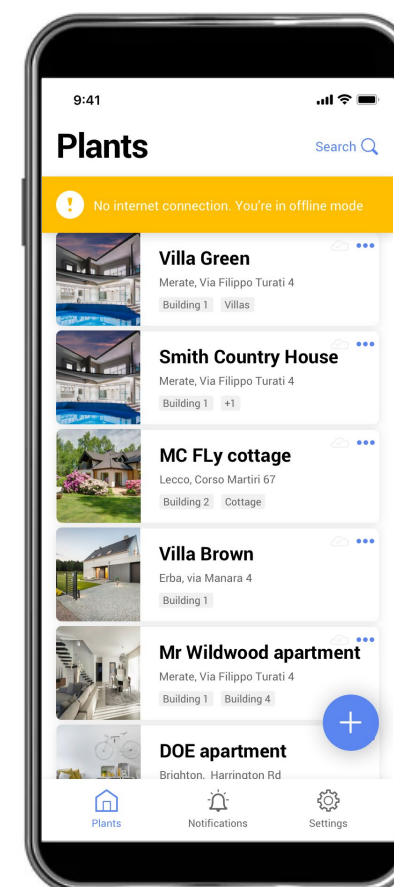 9:41
Plants
Search
No internet connection. You're in offline mode
Villa Green
Merate, Via Filippo Turati 4
Building 1 Villas
Smith Country House
Merate, Via Filippo Turati 4
Building 1 +1
MC FLy cottage
Lecco, Corso Martiri 67
Building 2 Cottage
Villa Brown
Erba, via Manara 4
Building 1
Mr Wildwood apartment
Merate, Via Filippo Turati 4
Building 1 Building 4
DOE apartment
Brighton, Harrington Rd
Plants Notifications Settings